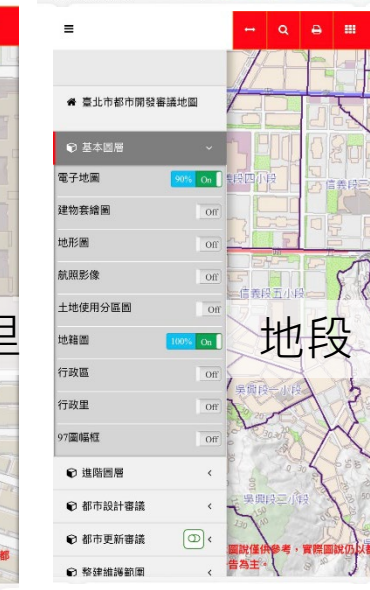 臺北市都市開發審議地圖
基本圖層
電子地圖 90% On
建物套繪圖 Off
地形圖 Off
航照影像 Off
土地使用分區圖 Off
地籍圖 100% On
行政區 Off
行政里 Off
97圖幅框 Off
進階圖層
都市設計審議
都市更新審議
整建維護範圍
里
地段
段四小段
信義段三
信義段五小段
吳興段一小段
吳興段二小段
圖說僅供參考，實際圖說仍以都
告為主。
都